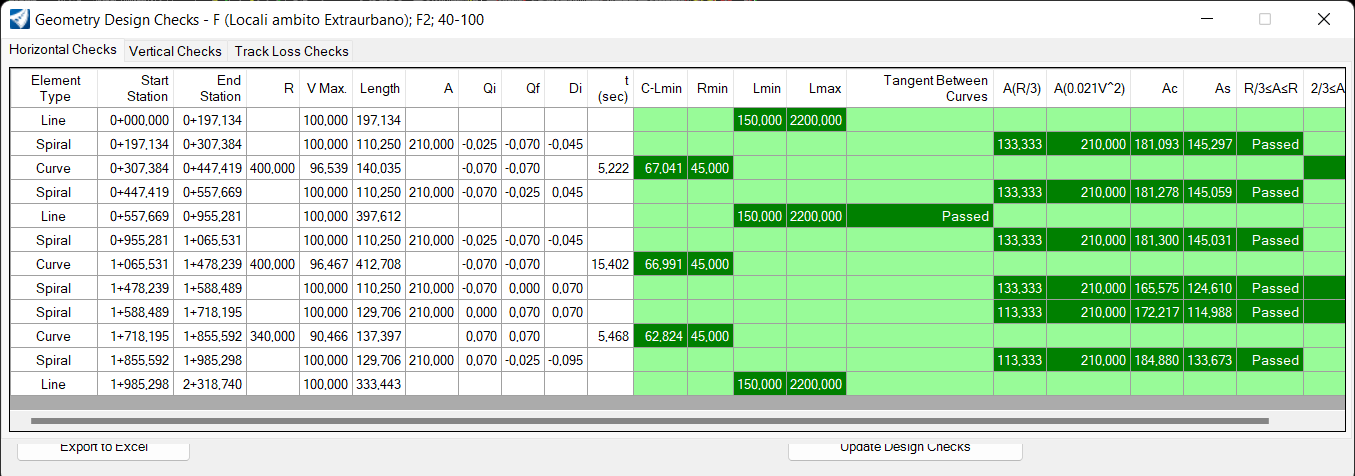 Geometry Design Checks - F (Locali ambito Extraurbano); F2; 40-100
Horizontal Checks Vertical Checks Track Loss Checks
Element Type Start Station End Station R V Max. Length A Qi Qf Di t (sec) C-Lmin Rmin Lmin Lmax Tangent Between Curves A(R/3) A(0.021V^2) Ac As R/3≤A≤R 2/3≤A
Line 0+000,000 0+197,134 100,000 197,134 150,000 2200,000
Spiral 0+197,134 0+307,384 100,000 110,250 210,000 -0,025 -0,070 -0,045 133,333 210,000 181,093 145,297 Passed
Curve 0+307,384 0+447,419 400,000 96,539 140,035 -0,070 -0,070 5,222 67,041 45,000
Spiral 0+447,419 0+557,669 100,000 110,250 210,000 -0,070 -0,025 0,045 133,333 210,000 181,278 145,059 Passed
Line 0+557,669 0+955,281 100,000 397,612 150,000 2200,000 Passed
Spiral 0+955,281 1+065,531 100,000 110,250 210,000 -0,025 -0,070 -0,045 133,333 210,000 181,300 145,031 Passed
Curve 1+065,531 1+478,239 400,000 96,467 412,708 -0,070 -0,070 15,402 66,991 45,000
Spiral 1+478,239 1+588,489 100,000 110,250 210,000 -0,070 0,000 0,070 133,333 210,000 165,575 124,610 Passed
Spiral 1+588,489 1+718,195 100,000 129,706 210,000 0,000 0,070 0,070 113,333 210,000 172,217 114,988 Passed
Curve 1+718,195 1+855,592 340,000 90,466 137,397 0,070 0,070 5,468 62,824 45,000
Spiral 1+855,592 1+985,298 100,000 129,706 210,000 0,070 -0,025 -0,095 113,333 210,000 184,880 133,673 Passed
Line 1+985,298 2+318,740 100,000 333,443 150,000 2200,000
Export to Excel Update Design Checks